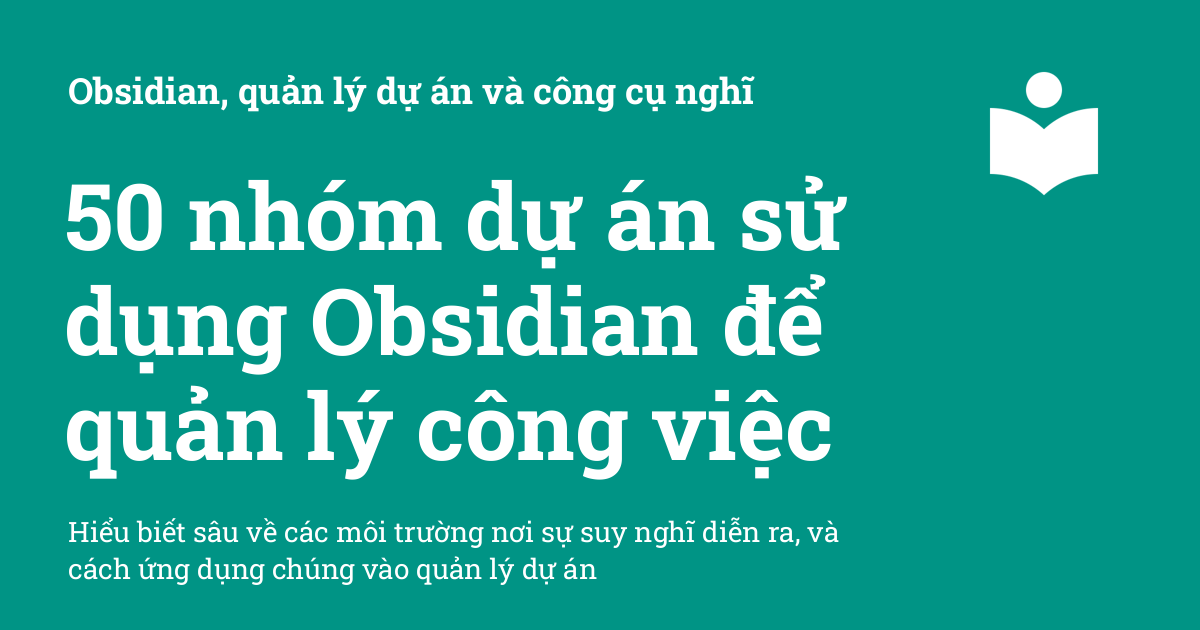 Obsidian, quản lý dự án và công cụ nghĩ
50 nhóm dự án sử
dụng Obsidian để
quản lý công việc
Hiểu biết sâu về các môi trường nơi sự suy nghĩ diễn ra, và
cách ứng dụng chúng vào quản lý dự án